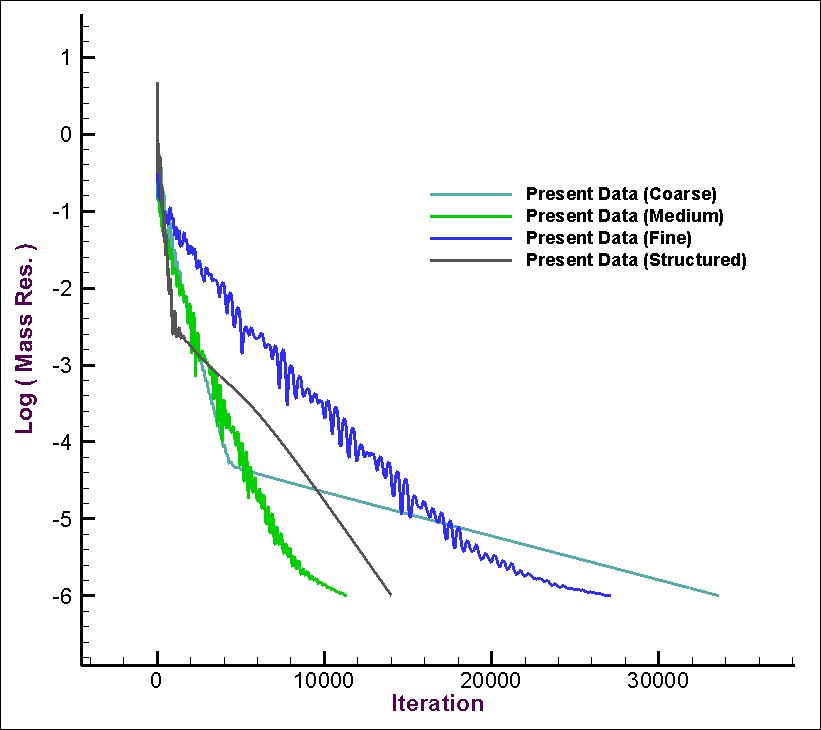 1
0
-1
-2
-3
-4
-5
-6
Log ( Mass Res. )
Present Data (Coarse)
Present Data (Medium)
Present Data (Fine)
Present Data (Structured)
0 10000 20000 30000
Iteration